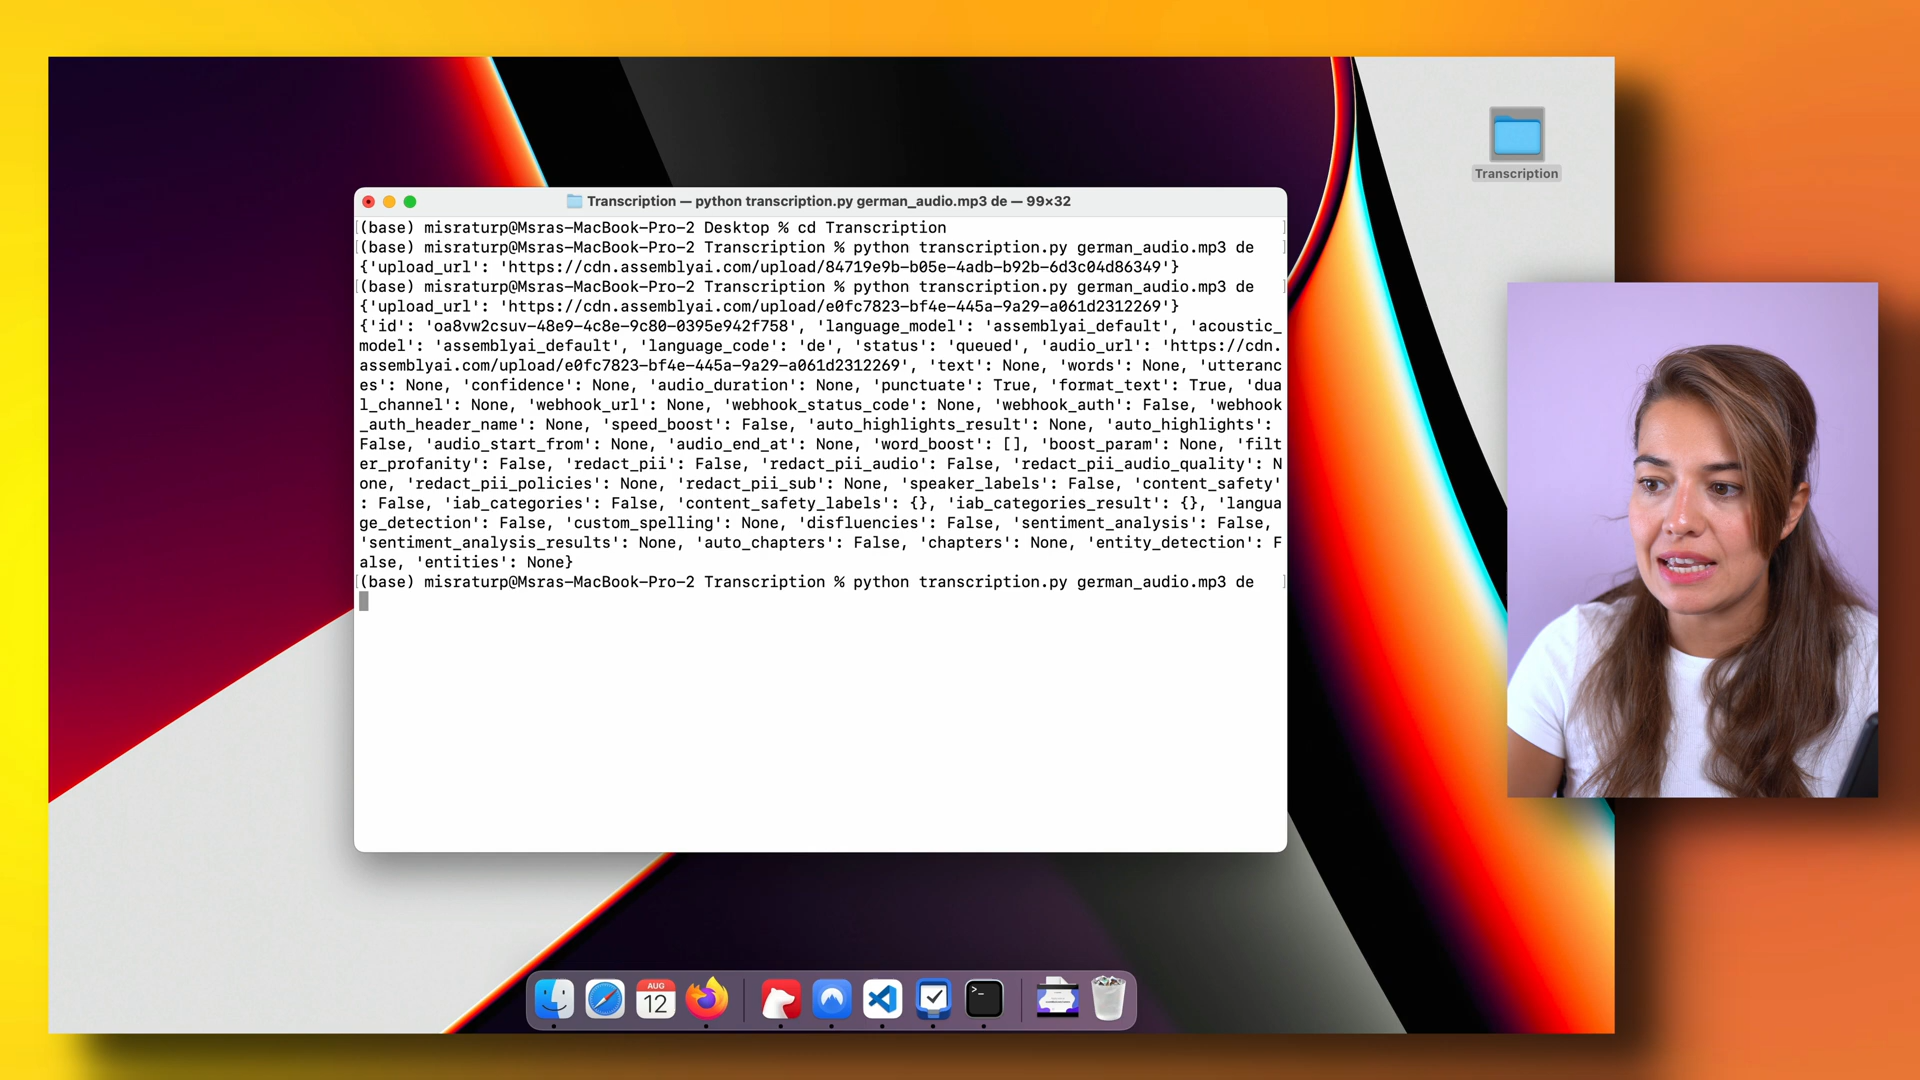 Transcription
Transcription — python transcription.py german_audio.mp3 de — 99×32
(base) misraturp@Msras-MacBook-Pro-2 Desktop % cd Transcription
(base) misraturp@Msras-MacBook-Pro-2 Transcription % python transcription.py german_audio.mp3 de
{'upload_url': 'https://cdn.assemblyai.com/upload/84719e9b-b05e-4adb-b92b-6d3c04d86349'}
(base) misraturp@Msras-MacBook-Pro-2 Transcription % python transcription.py german_audio.mp3 de
{'upload_url': 'https://cdn.assemblyai.com/upload/e0fc7823-bf4e-445a-9a29-a061d2312269'}
{'id': 'oa8vw2csuv-48e9-4c8e-9c80-0395e942f758', 'language_model': 'assemblyai_default', 'acoustic_
model': 'assemblyai_default', 'language_code': 'de', 'status': 'queued', 'audio_url': 'https://cdn.
assemblyai.com/upload/e0fc7823-bf4e-445a-9a29-a061d2312269', 'text': None, 'words': None, 'utteranc
es': None, 'confidence': None, 'audio_duration': None, 'punctuate': True, 'format_text': True, 'dua
l_channel': None, 'webhook_url': None, 'webhook_status_code': None, 'webhook_auth': False, 'webhook
_auth_header_name': None, 'speed_boost': False, 'auto_highlights_result': None, 'auto_highlights':
False, 'audio_start_from': None, 'audio_end_at': None, 'word_boost': [], 'boost_param': None, 'filt
er_profanity': False, 'redact_pii': False, 'redact_pii_audio': False, 'redact_pii_audio_quality': N
one, 'redact_pii_policies': None, 'redact_pii_sub': None, 'speaker_labels': False, 'content_safety'
: False, 'iab_categories': False, 'content_safety_labels': {}, 'iab_categories_result': {}, 'langua
ge_detection': False, 'custom_spelling': None, 'disfluencies': False, 'sentiment_analysis': False,
'sentiment_analysis_results': None, 'auto_chapters': False, 'chapters': None, 'entity_detection': F
alse, 'entities': None}
(base) misraturp@Msras-MacBook-Pro-2 Transcription % python transcription.py german_audio.mp3 de
AUG
12